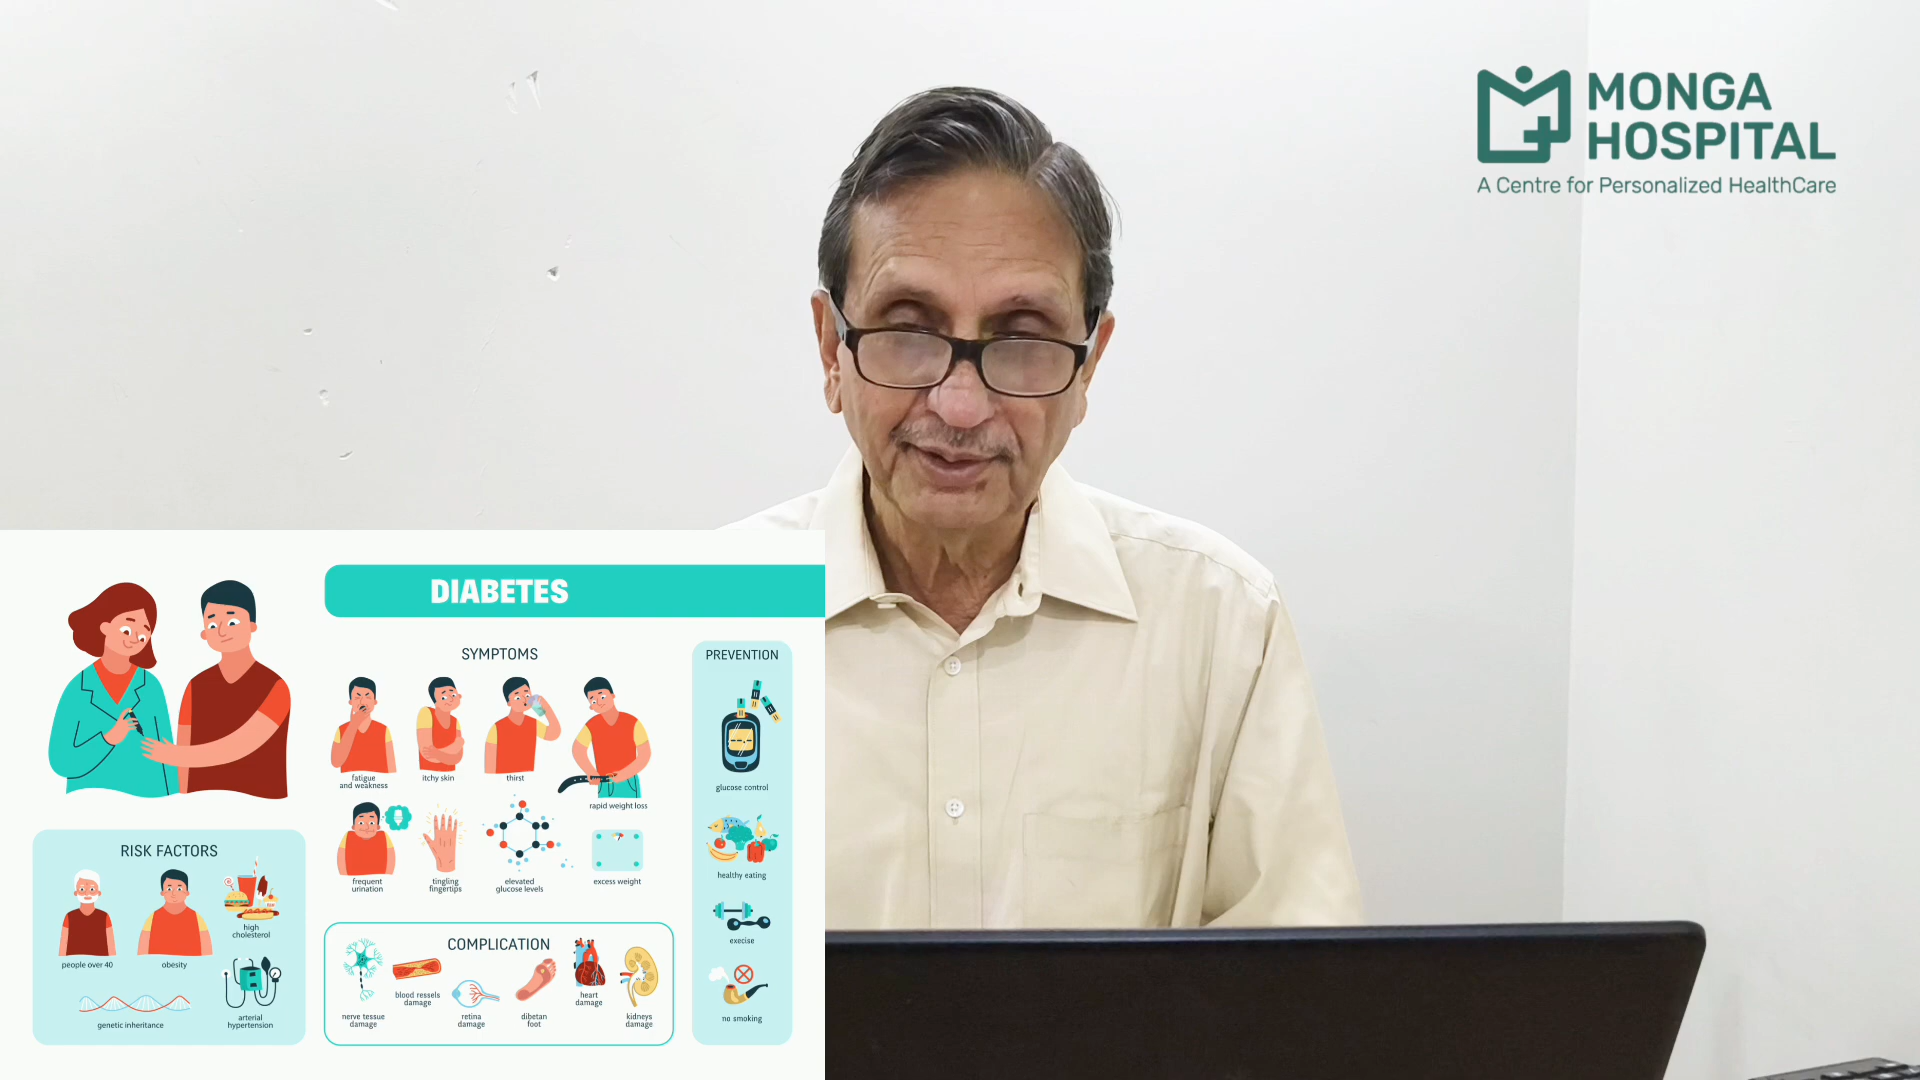 MONGA
HOSPITAL
A Centre for Personalized HealthCare
DIABETES
SYMPTOMS
fatigue
and weakness
itchy skin
thirst
rapid weight loss
frequent
urination
tingling
fingertips
elevated
glucose levels
excess weight
PREVENTION
glucose control
healthy eating
execise
no smoking
RISK FACTORS
people over 40
obesity
high
cholesterol
genetic inheritance
arterial
hypertension
COMPLICATION
nerve tessue
damage
blood ressels
damage
retina
damage
dibetan
foot
heart
damage
kidneys
damage